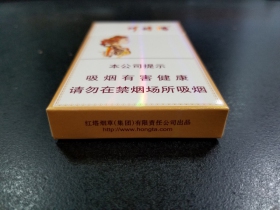 本公司提示
吸烟有害健康
请勿在禁烟场所吸烟
红塔烟草(集团)有限责任公司出品
http://www.hongta.com